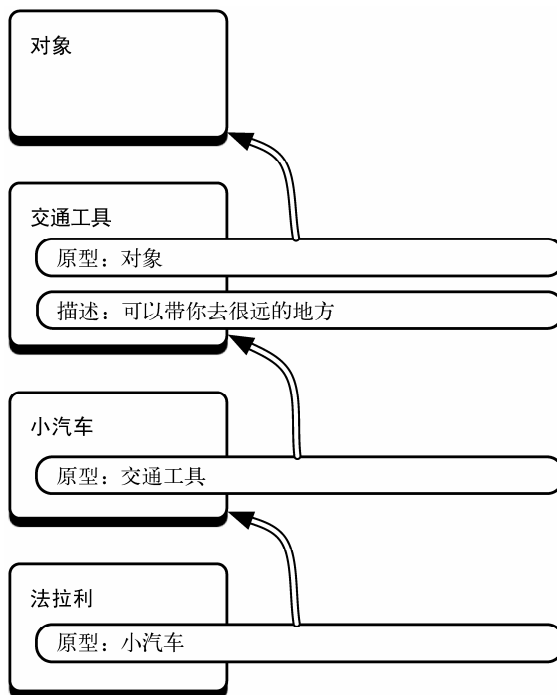 对象
交通工具
原型：对象
描述：可以带你去很远的地方
小汽车
原型：交通工具
法拉利
原型：小汽车